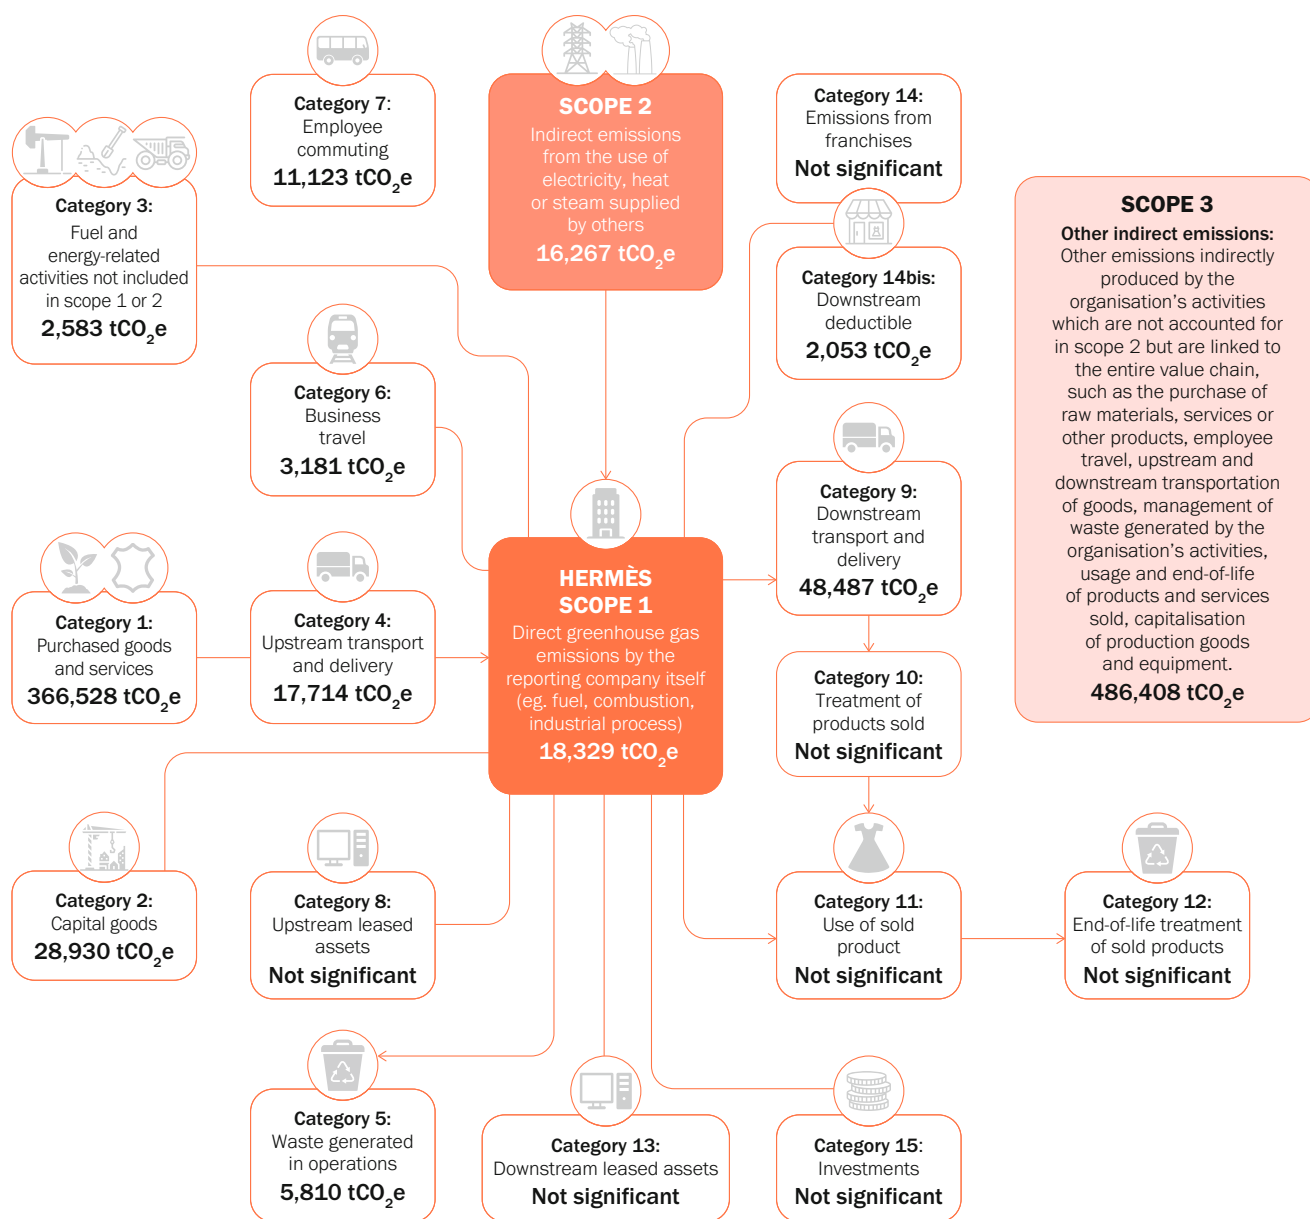 Category 7:
Employee
commuting
11,123 tCO2e
SCOPE 2
Indirect emissions
from the use of
electricity, heat
or steam supplied
by others
16,267 tCO2e
Category 14:
Emissions from
franchises
Not significant
Category 3:
Fuel and
energy-related
activities not included
in scope 1 or 2
2,583 tCO2e
SCOPE 3
Other indirect emissions:
Other emissions indirectly
produced by the
organisation's activities
which are not accounted for
in scope 2 but are linked to
the entire value chain,
such as the purchase of
raw materials, services or
other products, employee
travel, upstream and
downstream transportation
of goods, management of
waste generated by the
organisation's activities,
usage and end-of-life
of products and services
sold, capitalisation
of production goods
and equipment.
486,408 tCO2e
Category 14bis:
Downstream
deductible
2,053 tCO2e
Category 6:
Business
travel
3,181 tCO2e
Category 9:
Downstream
transport and
delivery
48,487 tCO2e
HERMÈS
SCOPE 1
Direct greenhouse gas
emissions by the
reporting company itself
(eg. fuel, combustion,
industrial process)
18,329 tCO2e
Category 1:
Purchased goods
and services
366,528 tCO2e
Category 4:
Upstream transport
and delivery
17,714 tCO2e
Category 10:
Treatment of
products sold
Not significant
Category 2:
Capital goods
28,930 tCO2e
Category 8:
Upstream leased
assets
Not significant
Category 11:
Use of sold
product
Not significant
Category 12:
End-of-life treatment
of sold products
Not significant
Category 5:
Waste generated
in operations
5,810 tCO2e
Category 13:
Downstream leased assets
Not significant
Category 15:
Investments
Not significant